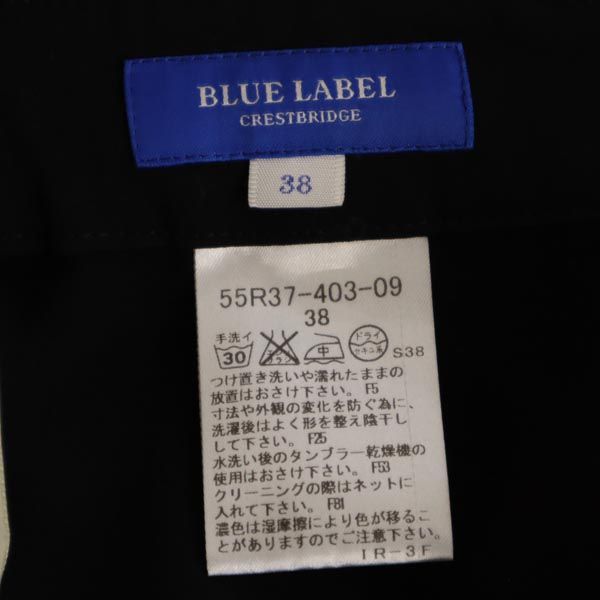 BLUE LABEL
CRESTBRIDGE
38
55R37-403-09
38
手洗イ
30
中
ドライ
セキユ系
S38
つけ置き洗いや濡れたままの
放置はおさけ下さい。F5
寸法や外観の変化を防ぐ為に、
洗濯後はよく形を整え陰干し
して下さい。F25
水洗い後のタンブラー乾燥機の
使用はおさけ下さい。F53
クリーニングの際はネットに
入れて下さい。F81
濃色は湿摩擦により色が移るこ
とがありますのでご注意下さい。
IR-3F